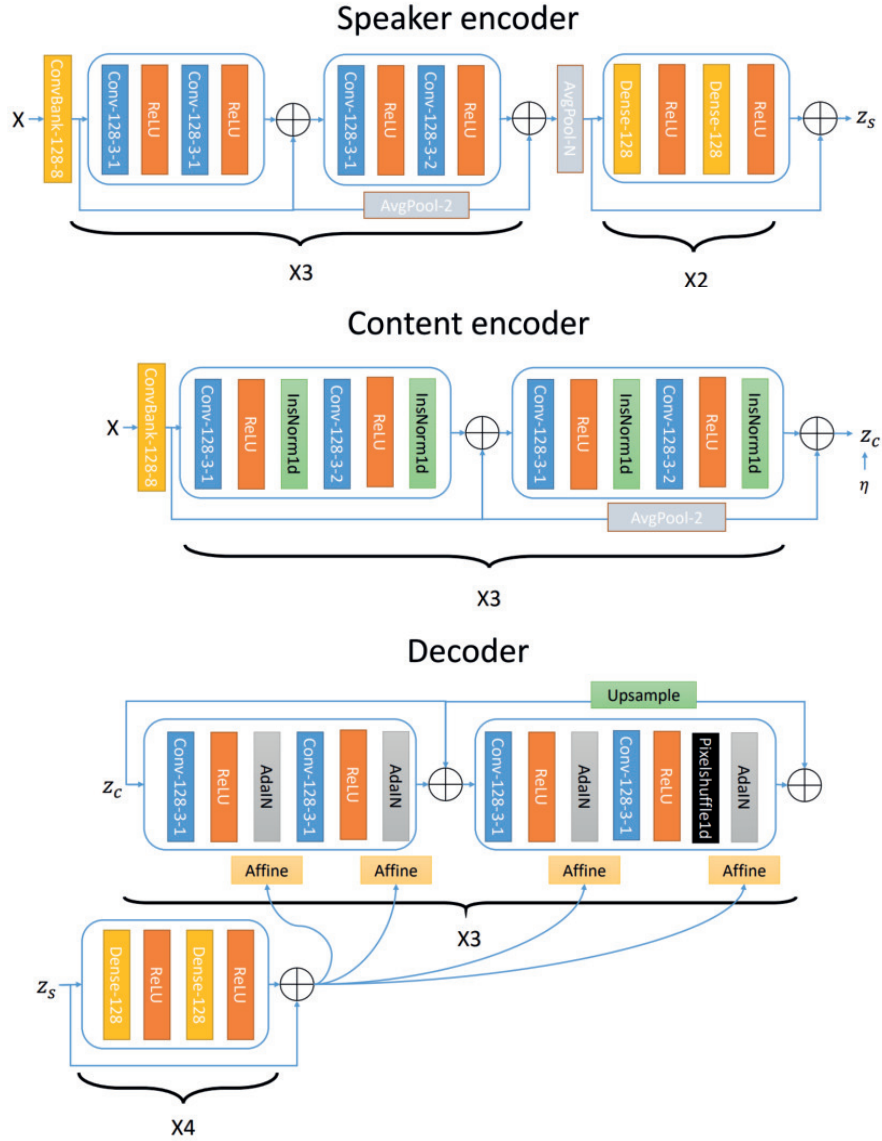 Speaker encoder
X
ConvBank-128-8
Conv-128-3-1
ReLU
Conv-128-3-1
ReLU
Conv-128-3-1
ReLU
Conv-128-3-2
ReLU
AvgPool-2
AvgPool-N
Dense-128
ReLU
Dense-128
ReLU
z_s
X3
X2
Content encoder
X
ConvBank-128-8
Conv-128-3-1
ReLU
InsNorm1d
Conv-128-3-2
ReLU
InsNorm1d
Conv-128-3-1
ReLU
InsNorm1d
Conv-128-3-2
ReLU
InsNorm1d
z_c
η
AvgPool-2
X3
Decoder
Upsample
z_c
Conv-128-3-1
ReLU
AdaIN
Conv-128-3-1
ReLU
AdaIN
Conv-128-3-1
ReLU
AdaIN
Conv-128-3-1
ReLU
Pixelshuffle1d
AdaIN
Affine
Affine
Affine
Affine
X3
z_s
Dense-128
ReLU
Dense-128
ReLU
X4